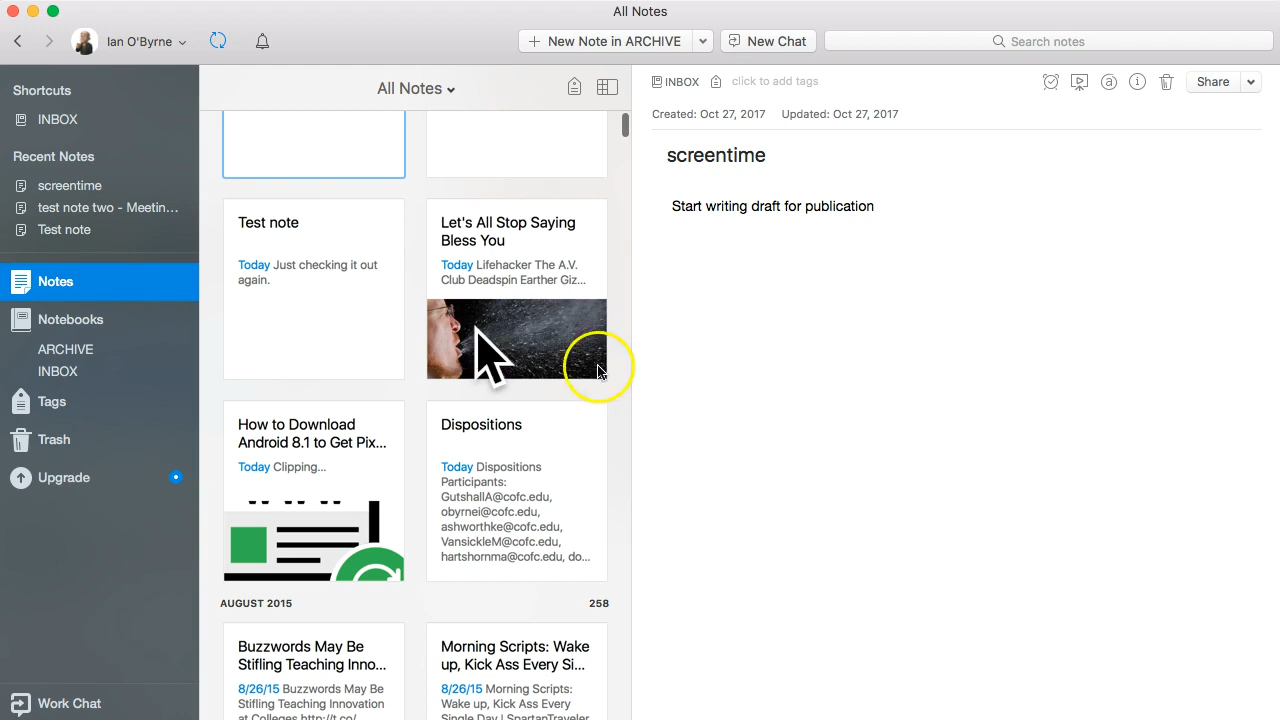 All Notes
Ian O'Byrne
New Note in ARCHIVE
New Chat
Search notes
Shortcuts
INBOX
Recent Notes
screentime
test note two - Meetin...
Test note
Notes
Notebooks
ARCHIVE
INBOX
Tags
Trash
Upgrade
Work Chat
All Notes
Test note
Today Just checking it out
again.
Let's All Stop Saying
Bless You
Today Lifehacker The A.V.
Club Deadspin Earther Giz...
How to Download
Android 8.1 to Get Pix...
Today Clipping...
Dispositions
Today Dispositions
Participants:
GutshallA@cofc.edu,
obyrnei@cofc.edu,
ashworthke@cofc.edu,
VansickleM@cofc.edu,
hartshornma@cofc.edu, do...
AUGUST 2015 258
Buzzwords May Be
Stifling Teaching Inno...
8/26/15 Buzzwords May Be
Stifling Teaching Innovation
at Colleges http://t.co/
Morning Scripts: Wake
up, Kick Ass Every Si...
8/26/15 Morning Scripts:
Wake up, Kick Ass Every
Single Day | SpartanTraveler
INBOX click to add tags
Share
Created: Oct 27, 2017 Updated: Oct 27, 2017
screentime
Start writing draft for publication